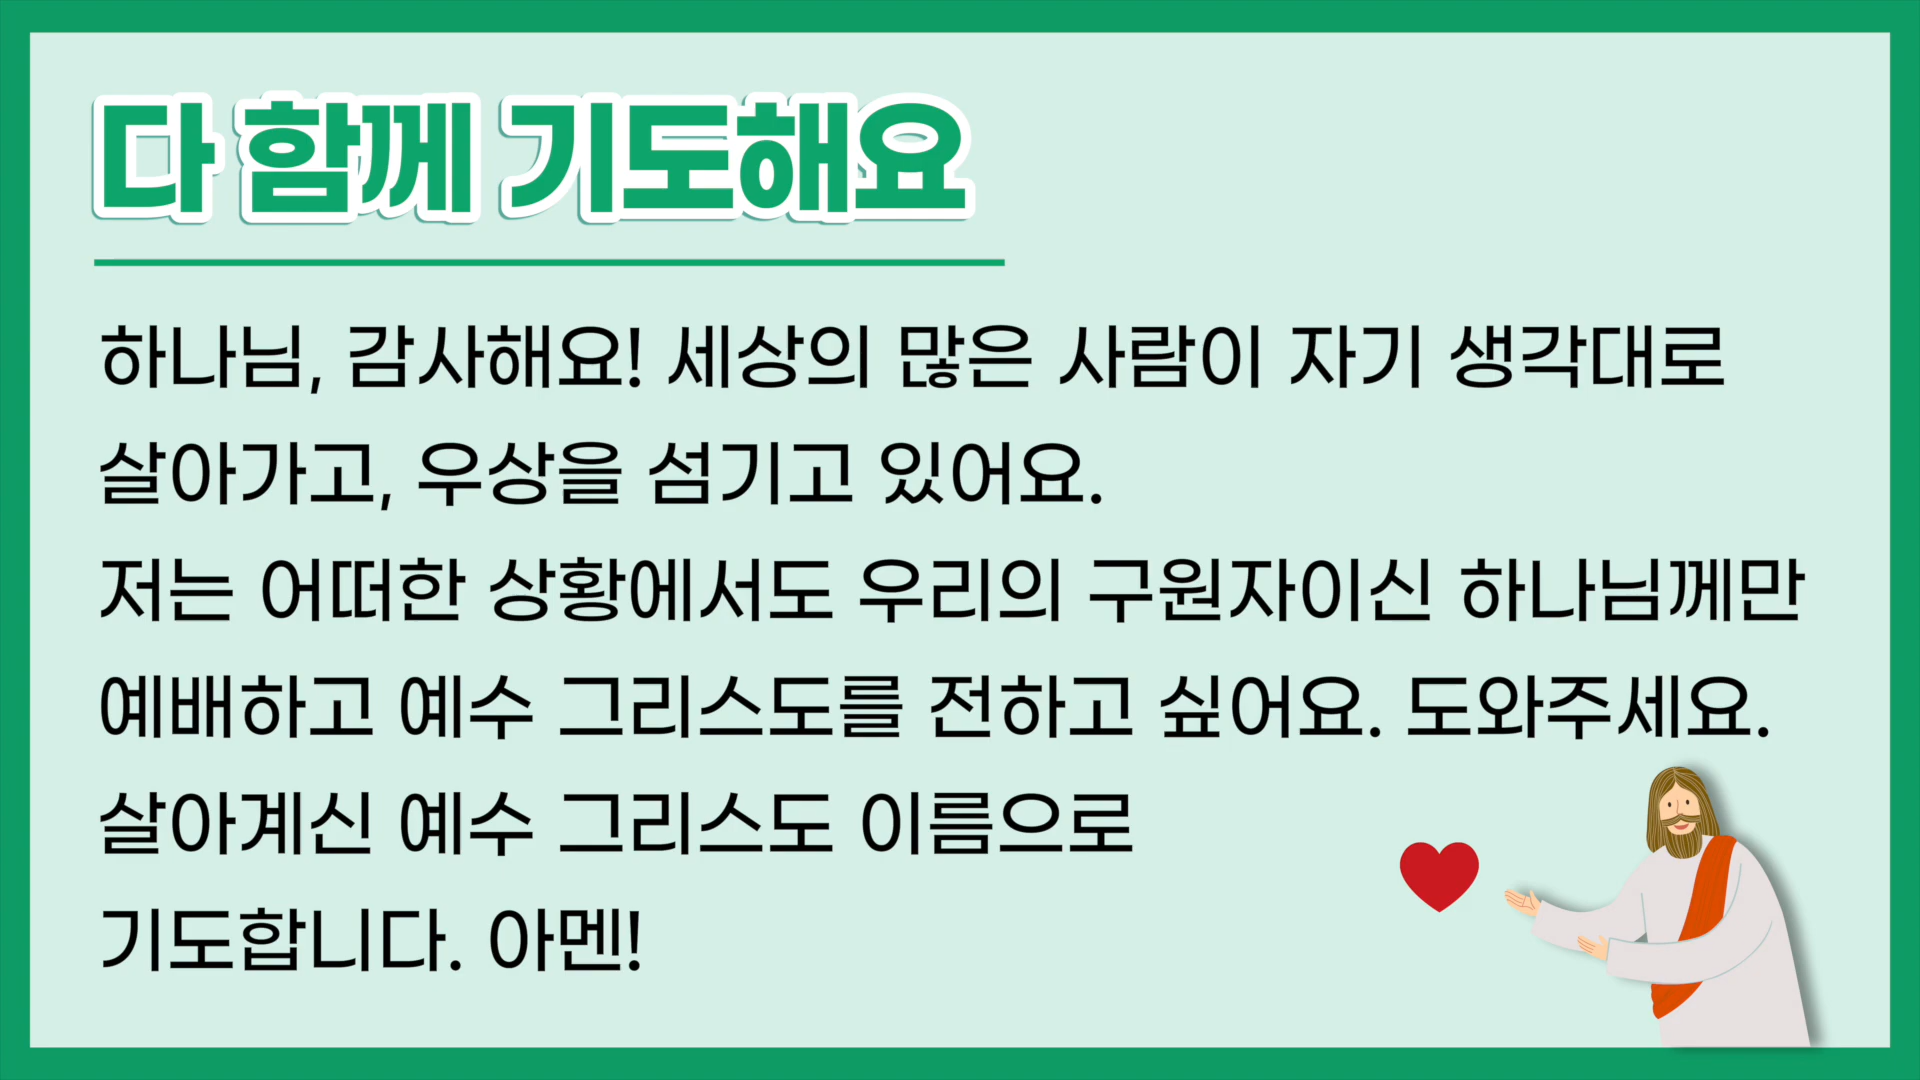 다 함께 기도해요
하나님, 감사해요! 세상의 많은 사람이 자기 생각대로
살아가고, 우상을 섬기고 있어요.
저는 어떠한 상황에서도 우리의 구원자이신 하나님께만
예배하고 예수 그리스도를 전하고 싶어요. 도와주세요.
살아계신 예수 그리스도 이름으로
기도합니다. 아멘!